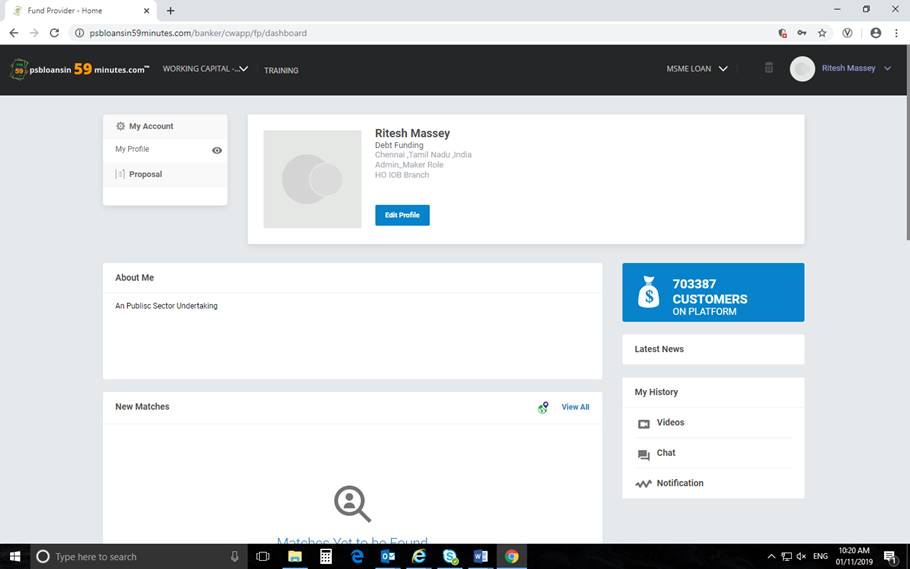 Fund Provider - Home
psbloansin59minutes.com/banker/cwapp/fp/dashboard
psbloansin 59 minutes.com™ WORKING CAPITAL -... TRAINING MSME LOAN Ritesh Massey
My Account
My Profile
Proposal
Ritesh Massey
Debt Funding
Chennai ,Tamil Nadu ,India
Admin_Maker Role
HO IOB Branch
Edit Profile
About Me
An Publisc Sector Undertaking
703387
CUSTOMERS
ON PLATFORM
Latest News
New Matches View All
Matches Yet to be Found
My History
Videos
Chat
Notification
Type here to search
ENG
10:20 AM
01/11/2019